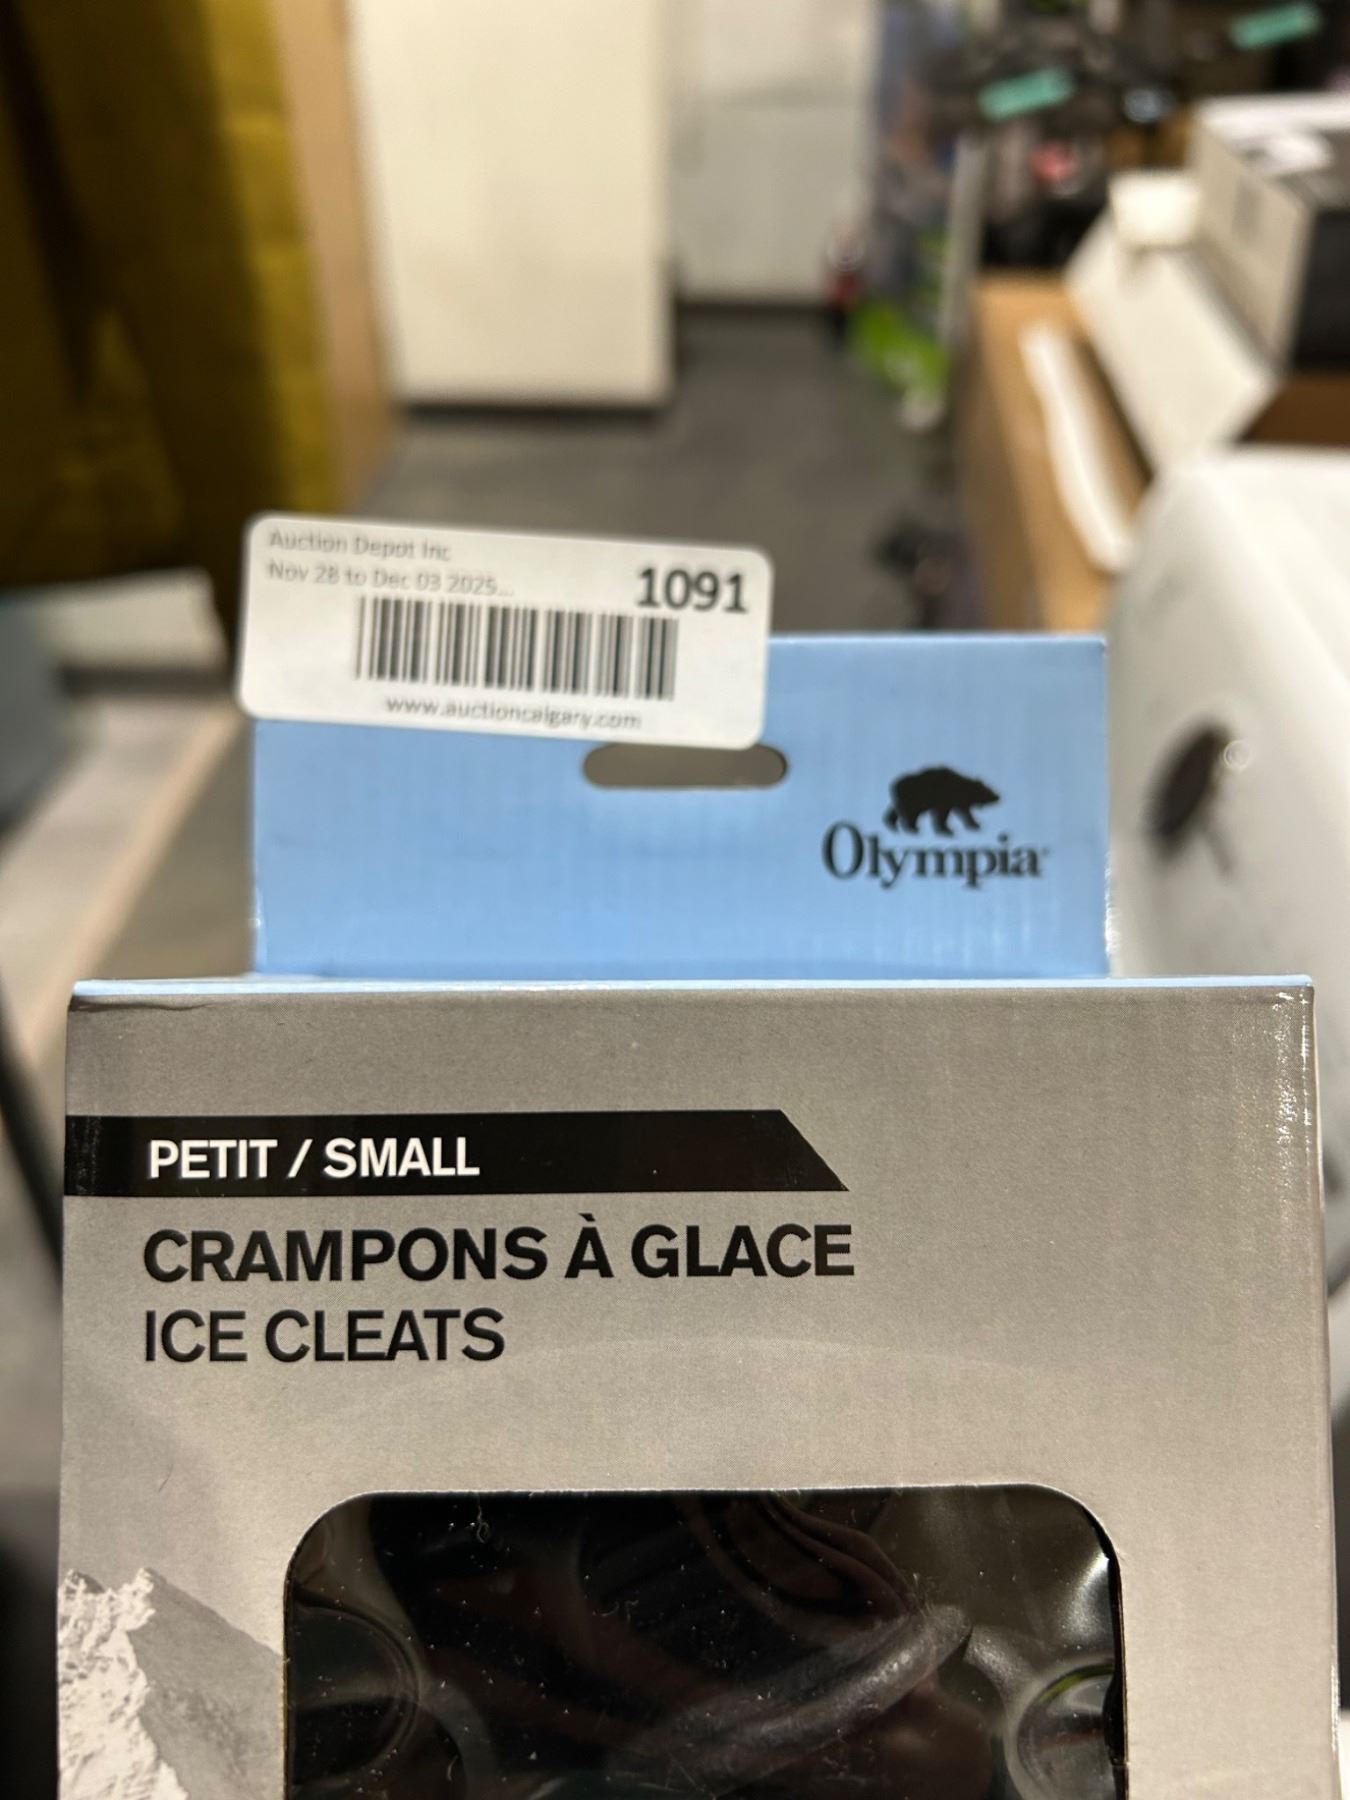 Auction Depot Inc
Nov 28 to Dec 03 2025...
1091
www.auctioncalgary.com
Olympia
PETIT / SMALL
CRAMPONS À GLACE
ICE CLEATS